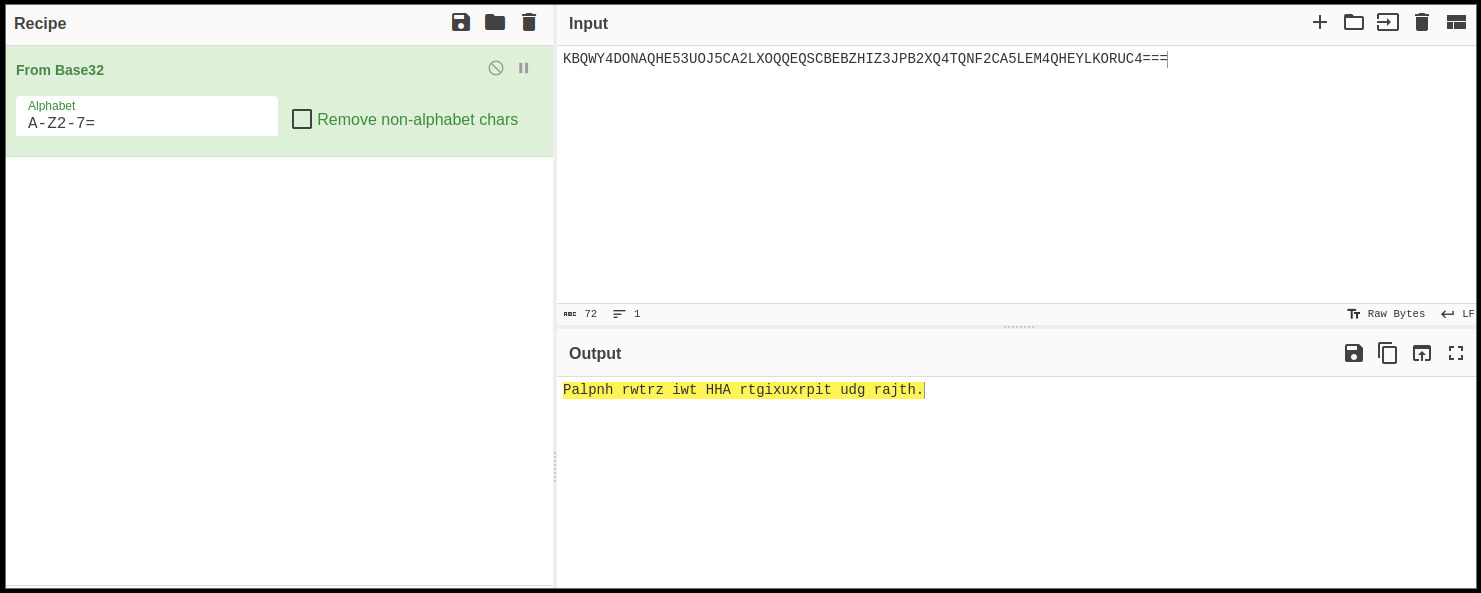 Recipe
Input
From Base32
Alphabet
A-Z2-7=
Remove non-alphabet chars
KBQWY4DONAQHE53UOJ5CA2LXOQQEQSCBEBZHIZ3JPB2XQ4TQNF2CA5LEM4QHEYLKORUC4===
ABC 72 1
Raw Bytes LF
Output
Palpnh rwtrz iwt HHA rtgixuxrpit udg rajth.